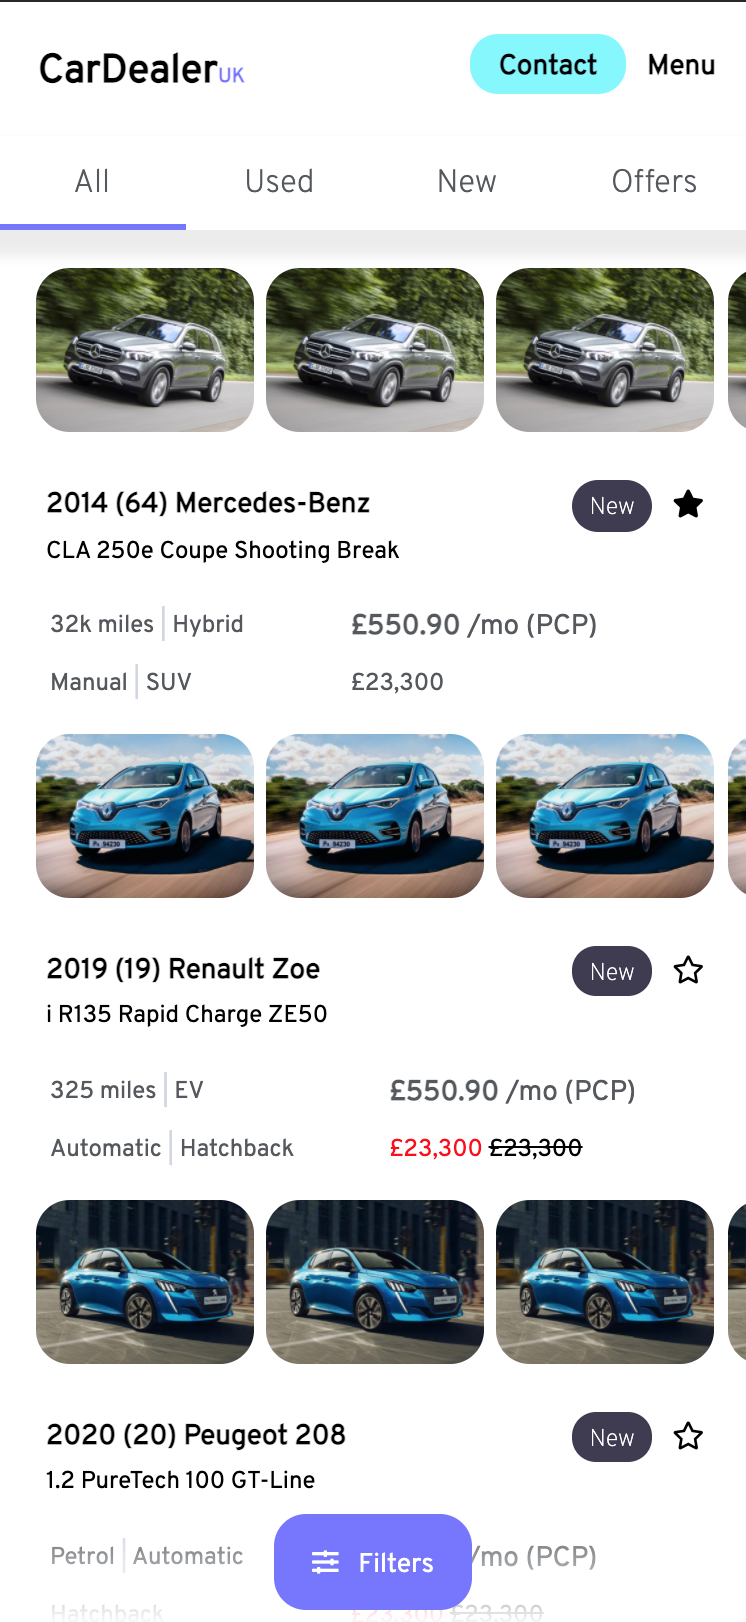 CarDealerUK
Contact
Menu
All
Used
New
Offers
2014 (64) Mercedes-Benz
New
CLA 250e Coupe Shooting Break
32k miles | Hybrid
£550.90 /mo (PCP)
Manual | SUV
£23,300
2019 (19) Renault Zoe
New
i R135 Rapid Charge ZE50
325 miles | EV
£550.90 /mo (PCP)
Automatic | Hatchback
£23,300 £23,300
2020 (20) Peugeot 208
New
1.2 PureTech 100 GT-Line
Petrol | Automatic
/mo (PCP)
Filters
Hatchback
£23,300 £23,300